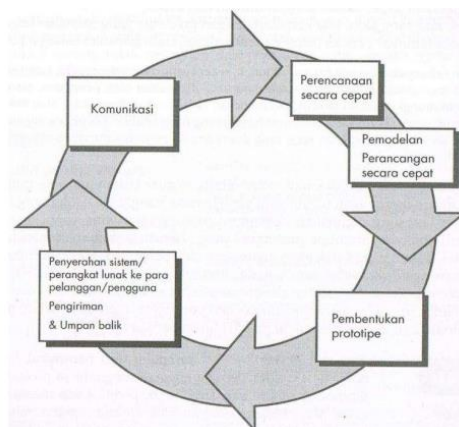 Komunikasi
Perencanaan
secara cepat
Pemodelan
Perancangan
secara cepat
Pembentukan
prototipe
Penyerahan sistem/
perangkat lunak ke para
pelanggan/pengguna
Pengiriman
& Umpan balik